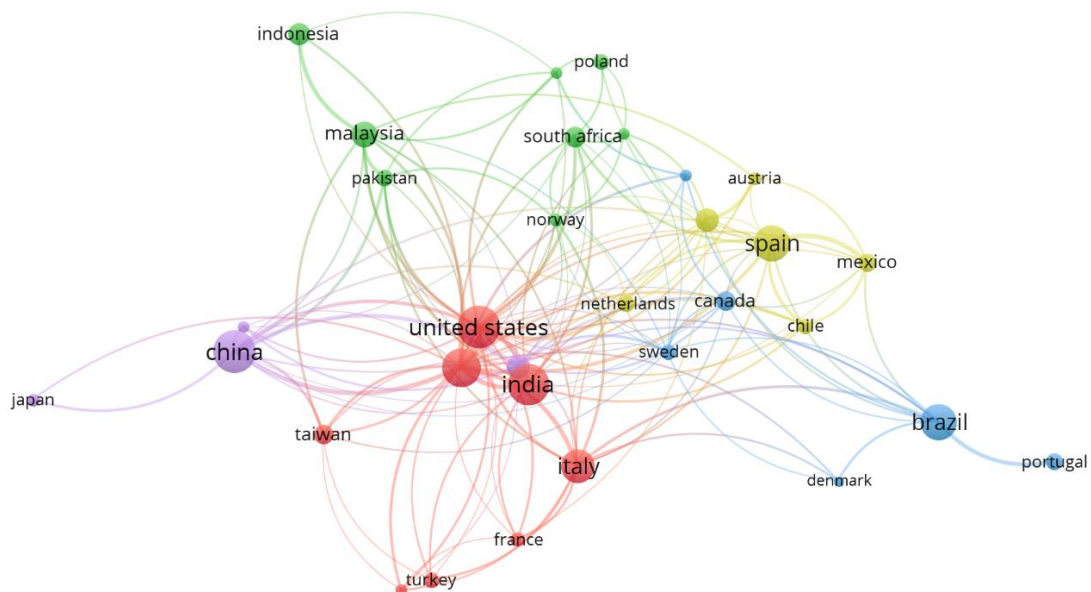 indonesia
poland
malaysia
south africa
pakistan
austria
norway
spain
mexico
netherlands
canada
united states
chile
china
sweden
india
japan
brazil
taiwan
italy
portugal
denmark
france
turkey